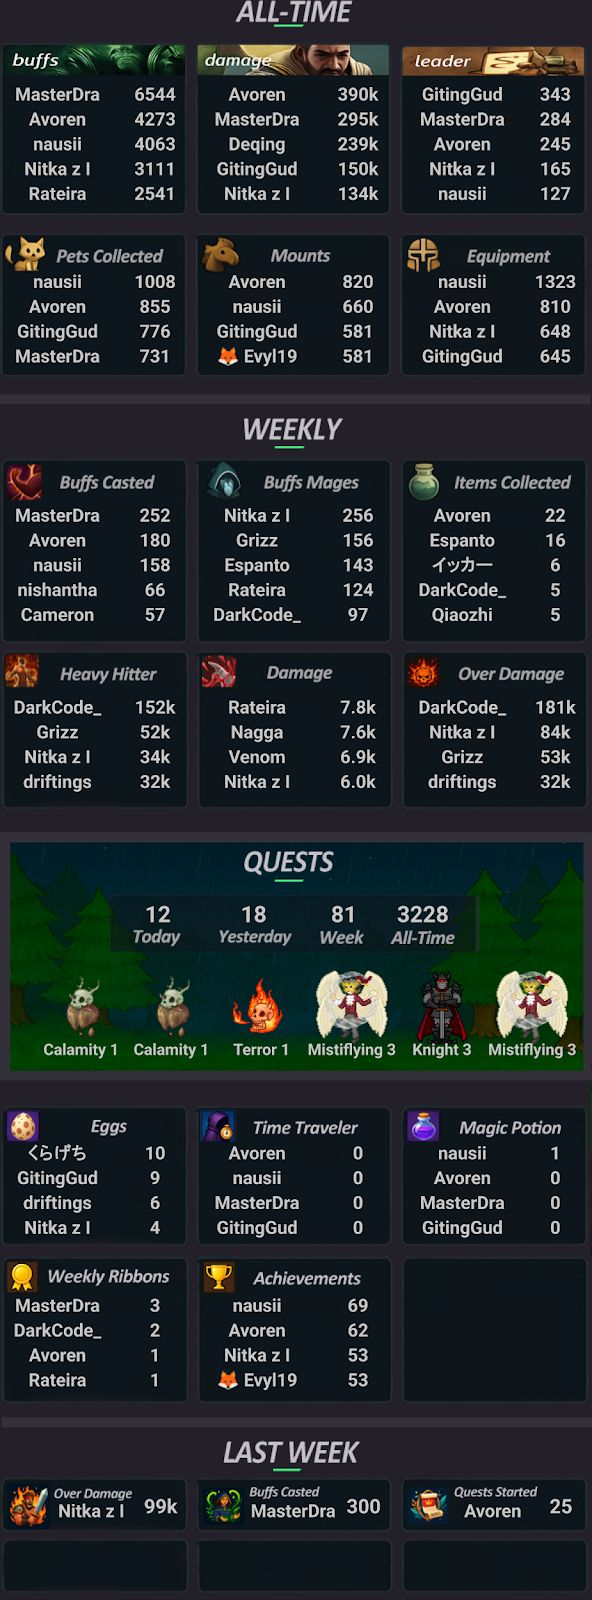 ALL-TIME
buffs
MasterDra 6544
Avoren 4273
nausii 4063
Nitka z I 3111
Rateira 2541
damage
Avoren 390k
MasterDra 295k
Deqing 239k
GitingGud 150k
Nitka z I 134k
leader
GitingGud 343
MasterDra 284
Avoren 245
Nitka z I 165
nausii 127
Pets Collected
nausii 1008
Avoren 855
GitingGud 776
MasterDra 731
Mounts
Avoren 820
nausii 660
GitingGud 581
🦊 Evyl19 581
Equipment
nausii 1323
Avoren 810
Nitka z I 648
GitingGud 645
WEEKLY
Buffs Casted
MasterDra 252
Avoren 180
nausii 158
nishantha 66
Cameron 57
Buffs Mages
Nitka z I 256
Grizz 156
Espanto 143
Rateira 124
DarkCode_ 97
Items Collected
Avoren 22
Espanto 16
イッカー 6
DarkCode_ 5
Qiaozhi 5
Heavy Hitter
DarkCode_ 152k
Grizz 52k
Nitka z I 34k
driftings 32k
Damage
Rateira 7.8k
Nagga 7.6k
Venom 6.9k
Nitka z I 6.0k
Over Damage
DarkCode_ 181k
Nitka z I 84k
Grizz 53k
driftings 32k
QUESTS
12 18 81 3228
Today Yesterday Week All-Time
Calamity 1 Calamity 1 Terror 1 Mistiflying 3 Knight 3 Mistiflying 3
Eggs
くらげち 10
GitingGud 9
driftings 6
Nitka z I 4
Time Traveler
Avoren 0
nausii 0
MasterDra 0
GitingGud 0
Magic Potion
nausii 1
Avoren 0
MasterDra 0
GitingGud 0
Weekly Ribbons
MasterDra 3
DarkCode_ 2
Avoren 1
Rateira 1
Achievements
nausii 69
Avoren 62
Nitka z I 53
🦊 Evyl19 53
LAST WEEK
Over Damage
Nitka z I 99k
Buffs Casted
MasterDra 300
Quests Started
Avoren 25